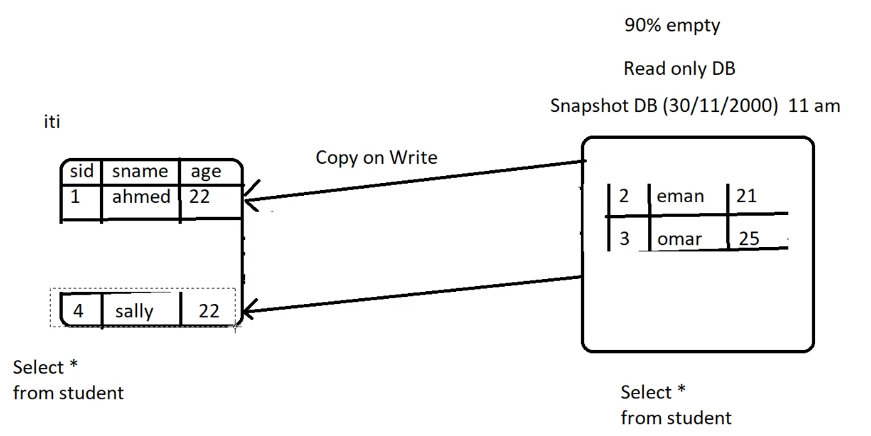 90% empty
Read only DB
Snapshot DB (30/11/2000) 11 am
iti
Copy on Write
sid sname age
1 ahmed 22
4 sally 22
2 eman 21
3 omar 25
Select *
from student
Select *
from student